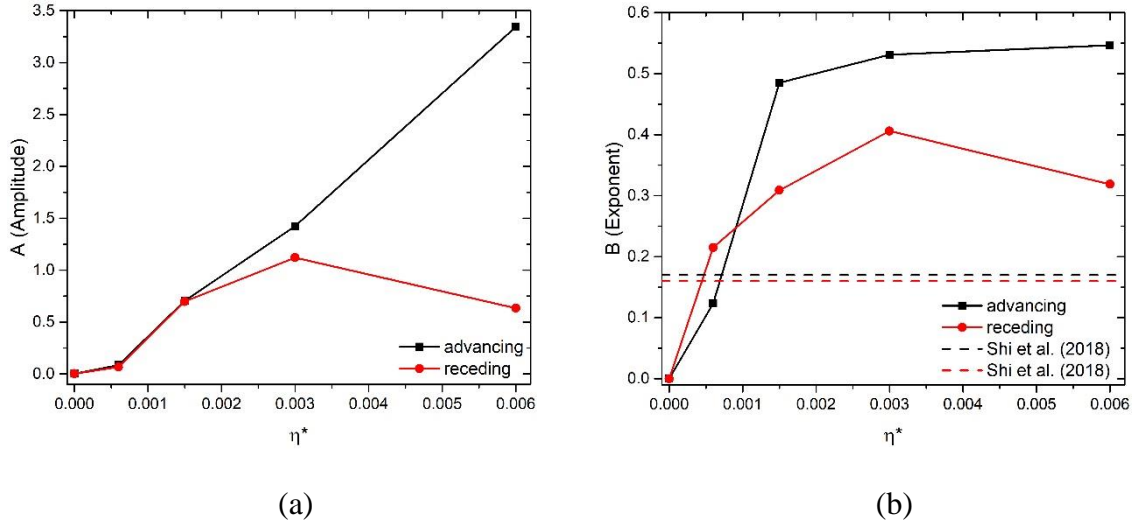 3.5
3.0
2.5
2.0
1.5
1.0
0.5
0.0
A (Amplitude)
advancing
receding
0.000 0.001 0.002 0.003 0.004 0.005 0.006
η*
(a)
0.6
0.5
0.4
0.3
0.2
0.1
0.0
B (Exponent)
advancing
receding
Shi et al. (2018)
Shi et al. (2018)
0.000 0.001 0.002 0.003 0.004 0.005 0.006
η*
(b)